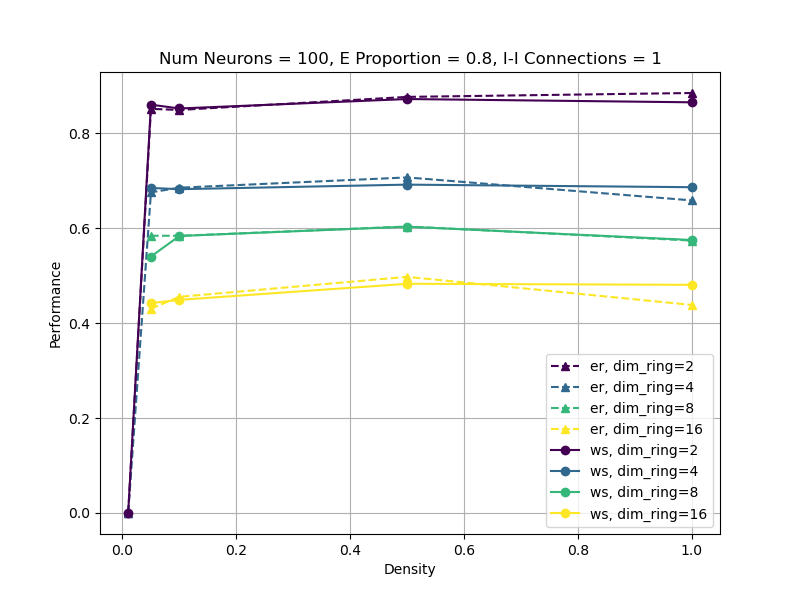 Num Neurons = 100, E Proportion = 0.8, I-I Connections = 1
Performance
0.8
0.6
0.4
0.2
0.0
er, dim_ring=2
er, dim_ring=4
er, dim_ring=8
er, dim_ring=16
ws, dim_ring=2
ws, dim_ring=4
ws, dim_ring=8
ws, dim_ring=16
0.0 0.2 0.4 0.6 0.8 1.0
Density